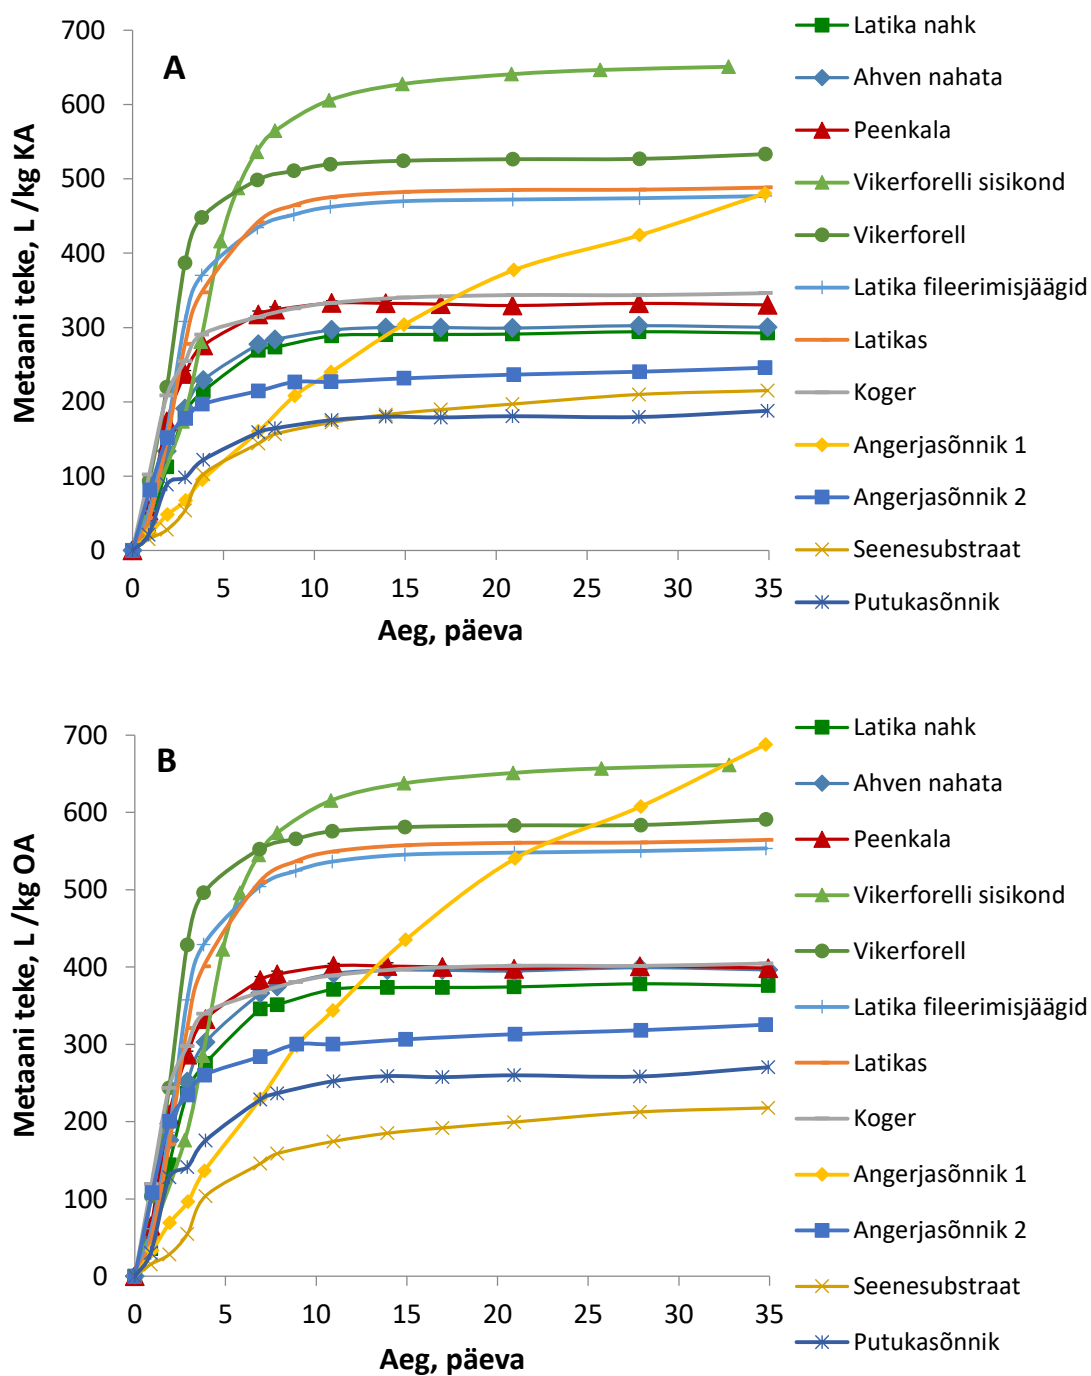 A
Metaani teke, L /kg KA
700
600
500
400
300
200
100
0
0 5 10 15 20 25 30 35
Aeg, päeva
Latika nahk
Ahven nahata
Peenkala
Vikerforelli sisikond
Vikerforell
Latika fileerimisjäägid
Latikas
Koger
Angerjasõnnik 1
Angerjasõnnik 2
Seenesubstraat
Putukasõnnik
B
Metaani teke, L /kg OA
700
600
500
400
300
200
100
0
0 5 10 15 20 25 30 35
Aeg, päeva
Latika nahk
Ahven nahata
Peenkala
Vikerforelli sisikond
Vikerforell
Latika fileerimisjäägid
Latikas
Koger
Angerjasõnnik 1
Angerjasõnnik 2
Seenesubstraat
Putukasõnnik